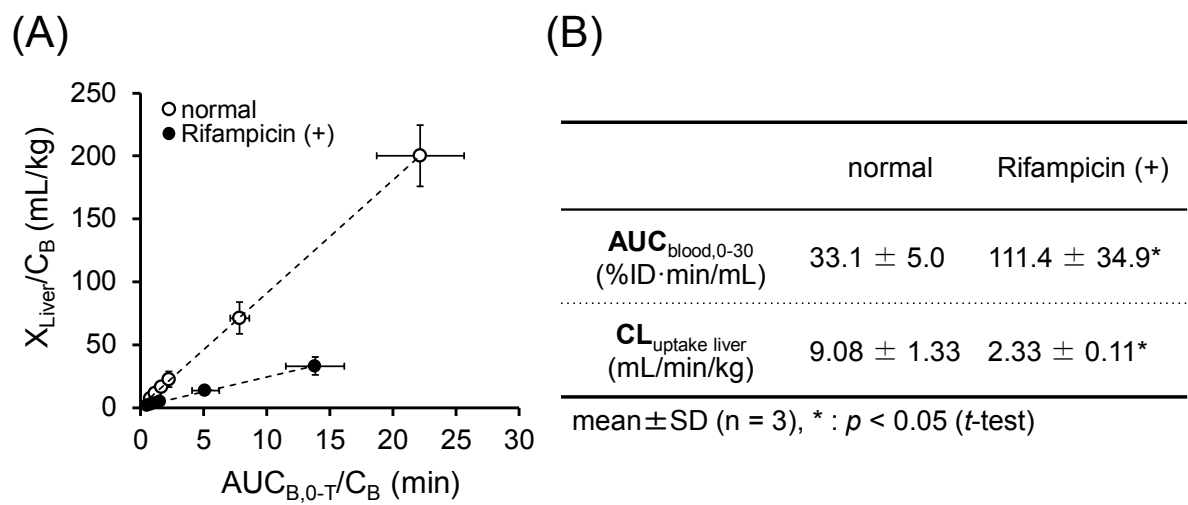 (A)
250
200
150
100
50
0
X_Liver/C_B (mL/kg)
normal
Rifampicin (+)
0 5 10 15 20 25 30
AUC_B,0-T/C_B (min)
(B)
normal Rifampicin (+)
AUC_blood,0-30 33.1 ± 5.0 111.4 ± 34.9*
(%ID·min/mL)
CL_uptake liver 9.08 ± 1.33 2.33 ± 0.11*
(mL/min/kg)
mean±SD (n = 3), * : p < 0.05 (t-test)